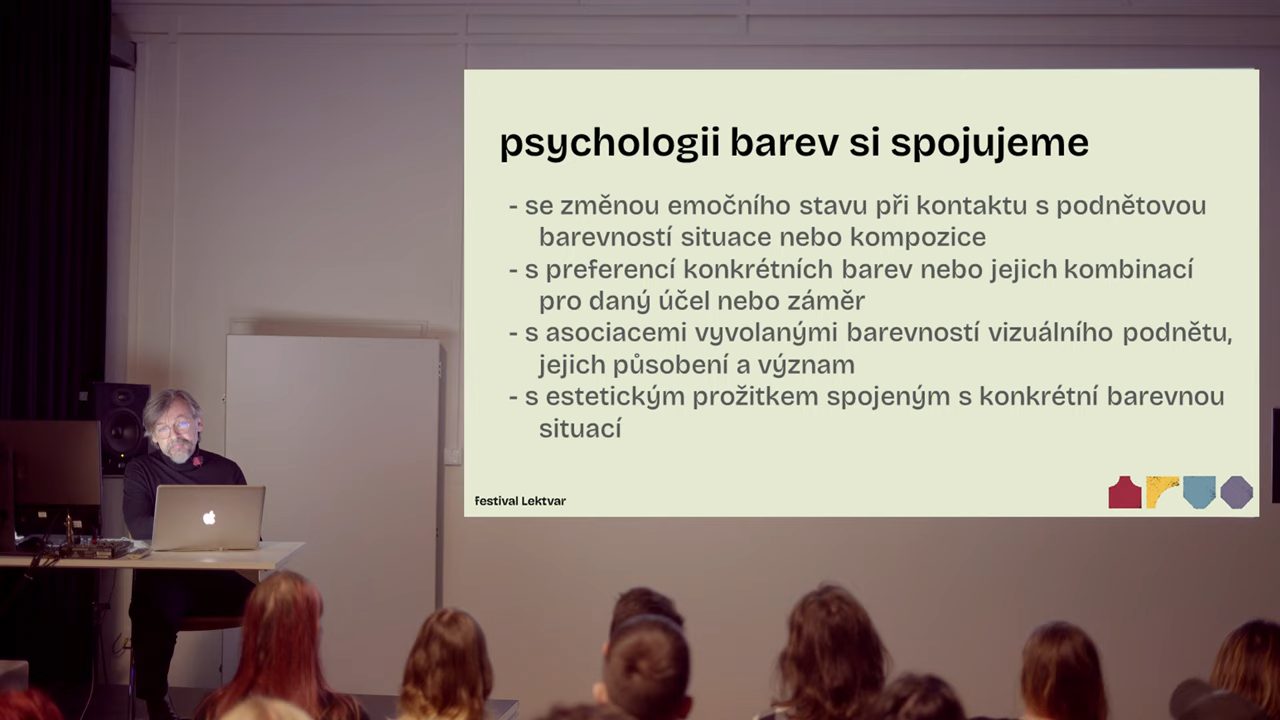 psychologii barev si spojujeme
- se změnou emočního stavu při kontaktu s podnětovou
barevností situace nebo kompozice
- s preferencí konkrétních barev nebo jejich kombinací
pro daný účel nebo záměr
- s asociacemi vyvolanými barevností vizuálního podnětu,
jejich působení a význam
- s estetickým prožitkem spojeným s konkrétní barevnou
situací
festival Lektvar